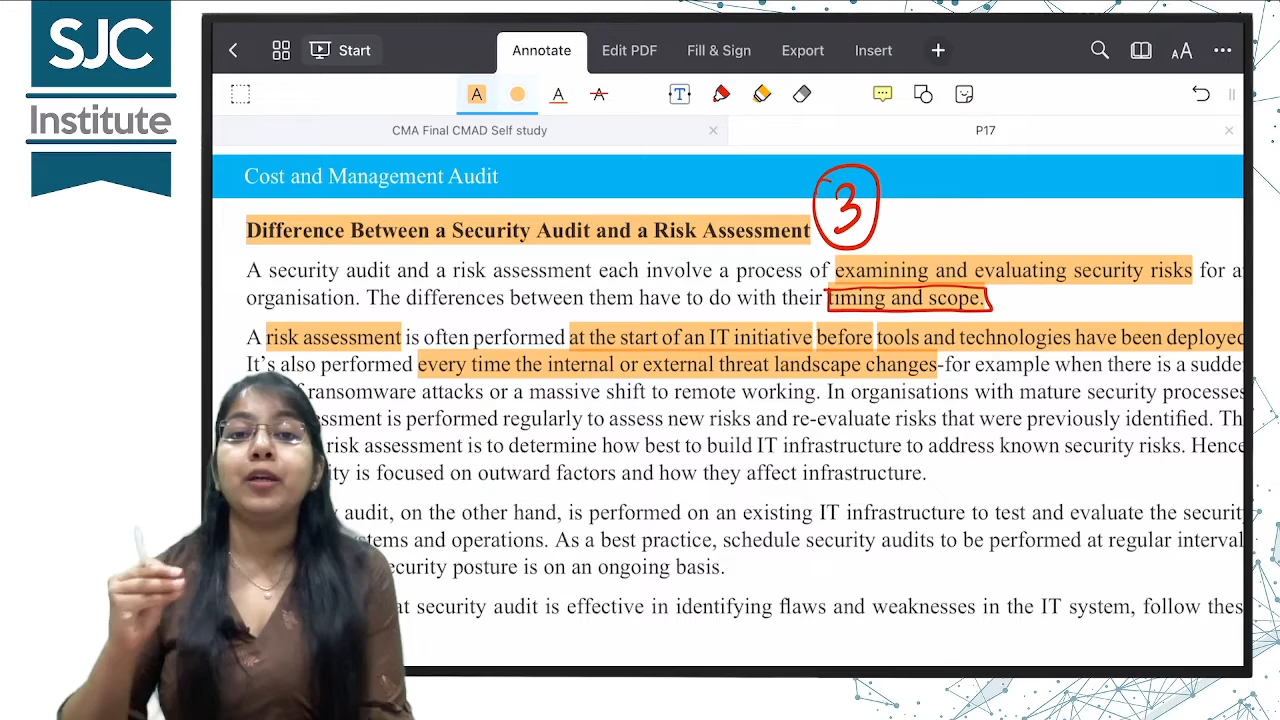 SJC
Institute
Start
Annotate
Edit PDF
Fill & Sign
Export
Insert
CMA Final CMAD Self study
P17
Cost and Management Audit
3
Difference Between a Security Audit and a Risk Assessment
A security audit and a risk assessment each involve a process of examining and evaluating security risks for
organisation. The differences between them have to do with their timing and scope.
A risk assessment is often performed at the start of an IT initiative before tools and technologies have been deployed
It's also performed every time the internal or external threat landscape changes-for example when there is a
of ransomware attacks or a massive shift to remote working. In organisations with mature security processes
is performed regularly to assess new risks and re-evaluate risks that were previously identified.
risk assessment is to determine how best to build IT infrastructure to address known security risks. Hence
is focused on outward factors and how they affect infrastructure.
audit, on the other hand, is performed on an existing IT infrastructure to test and evaluate the
and operations. As a best practice, schedule security audits to be performed at regular
security posture is on an ongoing basis.
security audit is effective in identifying flaws and weaknesses in the IT system, follow